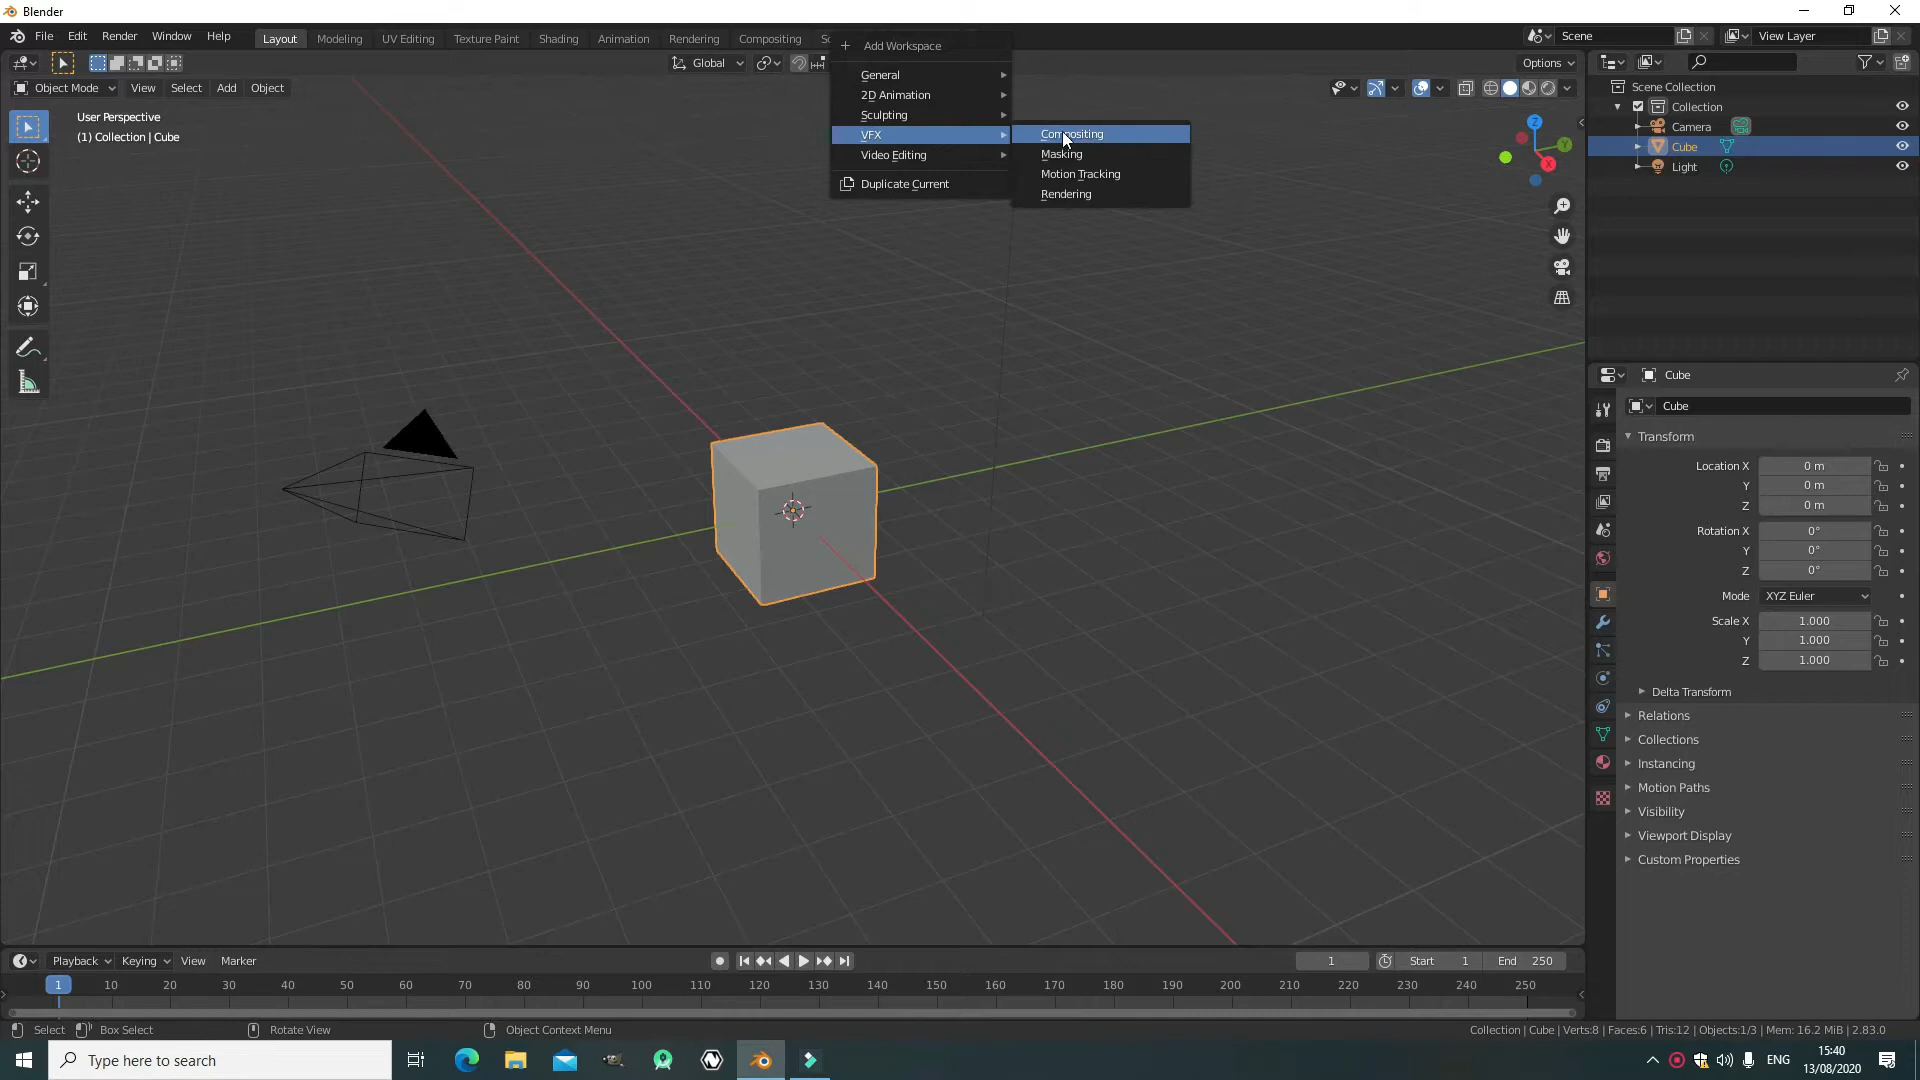 Blender
File Edit Render Window Help Layout Modeling UV Editing Texture Paint Shading Animation Rendering Compositing Sc Add Workspace Scene View Layer
Global Options
Object Mode View Select Add Object
User Perspective
(1) Collection | Cube
General
2D Animation
Sculpting
VFX
Video Editing
Duplicate Current
Compositing
Masking
Motion Tracking
Rendering
Z
Y
X
Scene Collection
Collection
Camera
Cube
Light
Cube
Cube
Transform
Location X 0 m
Y 0 m
Z 0 m
Rotation X 0°
Y 0°
Z 0°
Mode XYZ Euler
Scale X 1.000
Y 1.000
Z 1.000
Delta Transform
Relations
Collections
Instancing
Motion Paths
Visibility
Viewport Display
Custom Properties
Playback Keying View Marker 1 Start 1 End 250
1 10 20 30 40 50 60 70 80 90 100 110 120 130 140 150 160 170 180 190 200 210 220 230 240 250
Select Box Select Rotate View Object Context Menu Collection | Cube | Verts:8 | Faces:6 | Tris:12 | Objects:1/3 | Mem: 16.2 MiB | 2.83.0
Type here to search ENG 15:40
13/08/2020